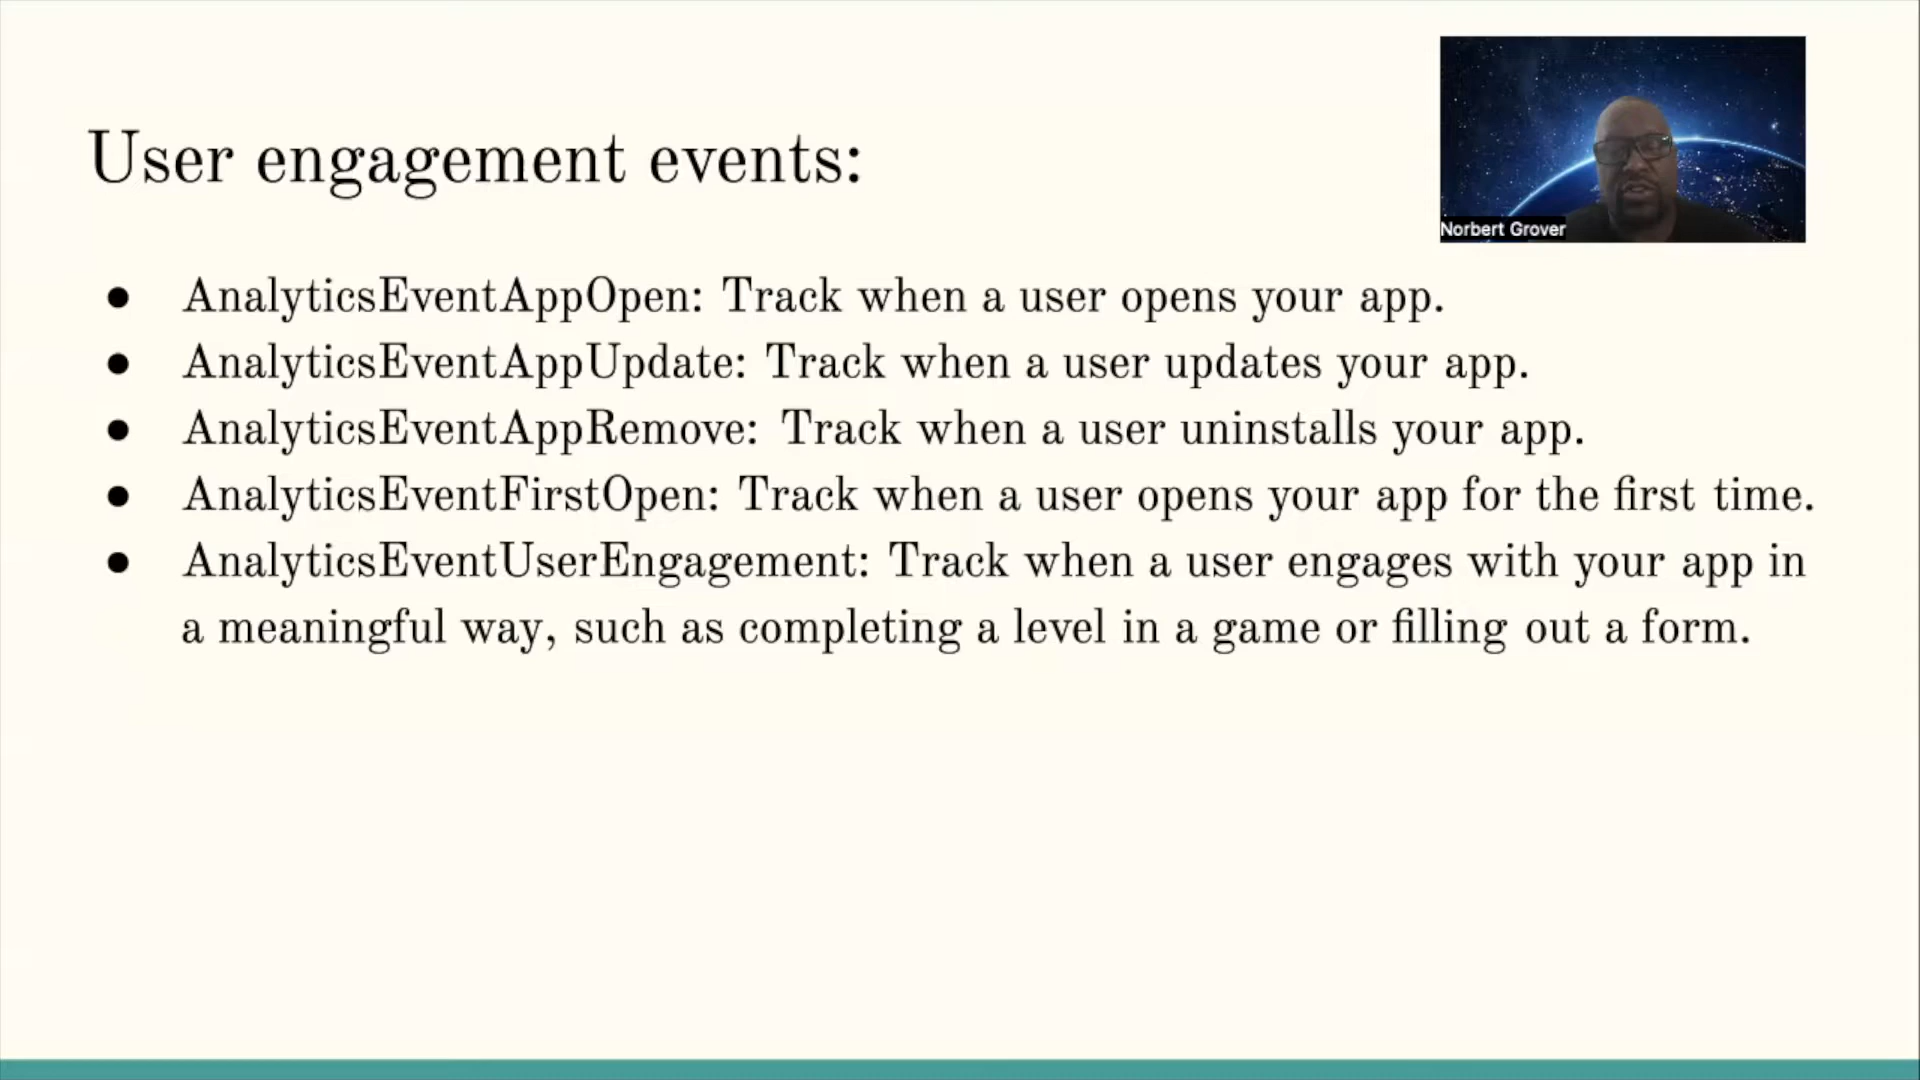 User engagement events:
Norbert Grover
● AnalyticsEventAppOpen: Track when a user opens your app.
● AnalyticsEventAppUpdate: Track when a user updates your app.
● AnalyticsEventAppRemove: Track when a user uninstalls your app.
● AnalyticsEventFirstOpen: Track when a user opens your app for the first time.
● AnalyticsEventUserEngagement: Track when a user engages with your app in
a meaningful way, such as completing a level in a game or filling out a form.